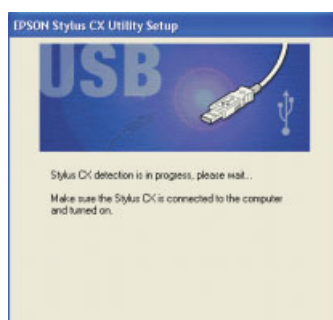 EPSON Stylus CX Utility Setup
USB
Stylus CX detection is in progress, please wait...
Make sure the Stylus CX is connected to the computer
and turned on.